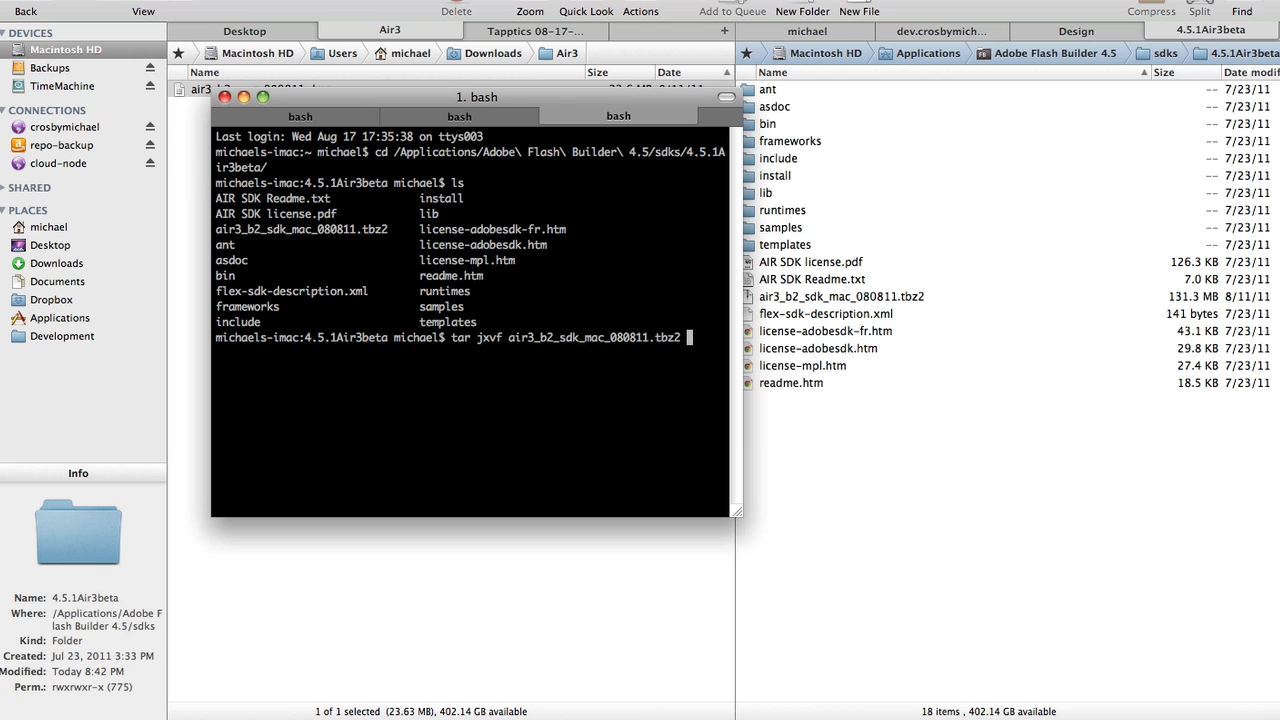 Back
View
Delete
Zoom
Quick Look
Actions
Add to Queue
New Folder
New File
Compress
Split
Find
DEVICES
Macintosh HD
Backups
TimeMachine
CONNECTIONS
crosbymichael
repo-backup
cloud-node
SHARED
PLACES
michael
Desktop
Downloads
Documents
Dropbox
Applications
Development
Info
Name: 4.5.1Air3beta
Where: /Applications/Adobe F
lash Builder 4.5/sdks
Kind: Folder
Created: Jul 23, 2011 3:33 PM
Modified: Today 8:42 PM
Perm.: rwxrwxr-x (775)
Desktop
Air3
Tapptics 08-17-...
+
Macintosh HD
Users
michael
Downloads
Air3
Name
Size
Date
1. bash
bash
bash
bash
Last login: Wed Aug 17 17:35:38 on ttys003
michaels-imac:~ michael$ cd /Applications/Adobe\ Flash\ Builder\ 4.5/sdks/4.5.1A
ir3beta/
michaels-imac:4.5.1Air3beta michael$ ls
AIR SDK Readme.txt install
AIR SDK license.pdf lib
air3_b2_sdk_mac_080811.tbz2 license-adobesdk-fr.htm
ant license-adobesdk.htm
asdoc license-mpl.htm
bin readme.htm
flex-sdk-description.xml runtimes
frameworks samples
include templates
michaels-imac:4.5.1Air3beta michael$ tar jxvf air3_b2_sdk_mac_080811.tbz2
1 of 1 selected (23.63 MB), 402.14 GB available
michael
dev.crosbymich...
Design
4.5.1Air3beta
Macintosh HD
Applications
Adobe Flash Builder 4.5
sdks
4.5.1Air3beta
Name
Size
Date modif
ant -- 7/23/11
asdoc -- 7/23/11
bin -- 7/23/11
frameworks -- 7/23/11
include -- 7/23/11
install -- 7/23/11
lib -- 7/23/11
runtimes -- 7/23/11
samples -- 7/23/11
templates -- 7/23/11
AIR SDK license.pdf 126.3 KB 7/23/11
AIR SDK Readme.txt 7.0 KB 7/23/11
air3_b2_sdk_mac_080811.tbz2 131.3 MB 8/11/11
flex-sdk-description.xml 141 bytes 7/23/11
license-adobesdk-fr.htm 43.1 KB 7/23/11
license-adobesdk.htm 29.8 KB 7/23/11
license-mpl.htm 27.4 KB 7/23/11
readme.htm 18.5 KB 7/23/11
18 items , 402.14 GB available